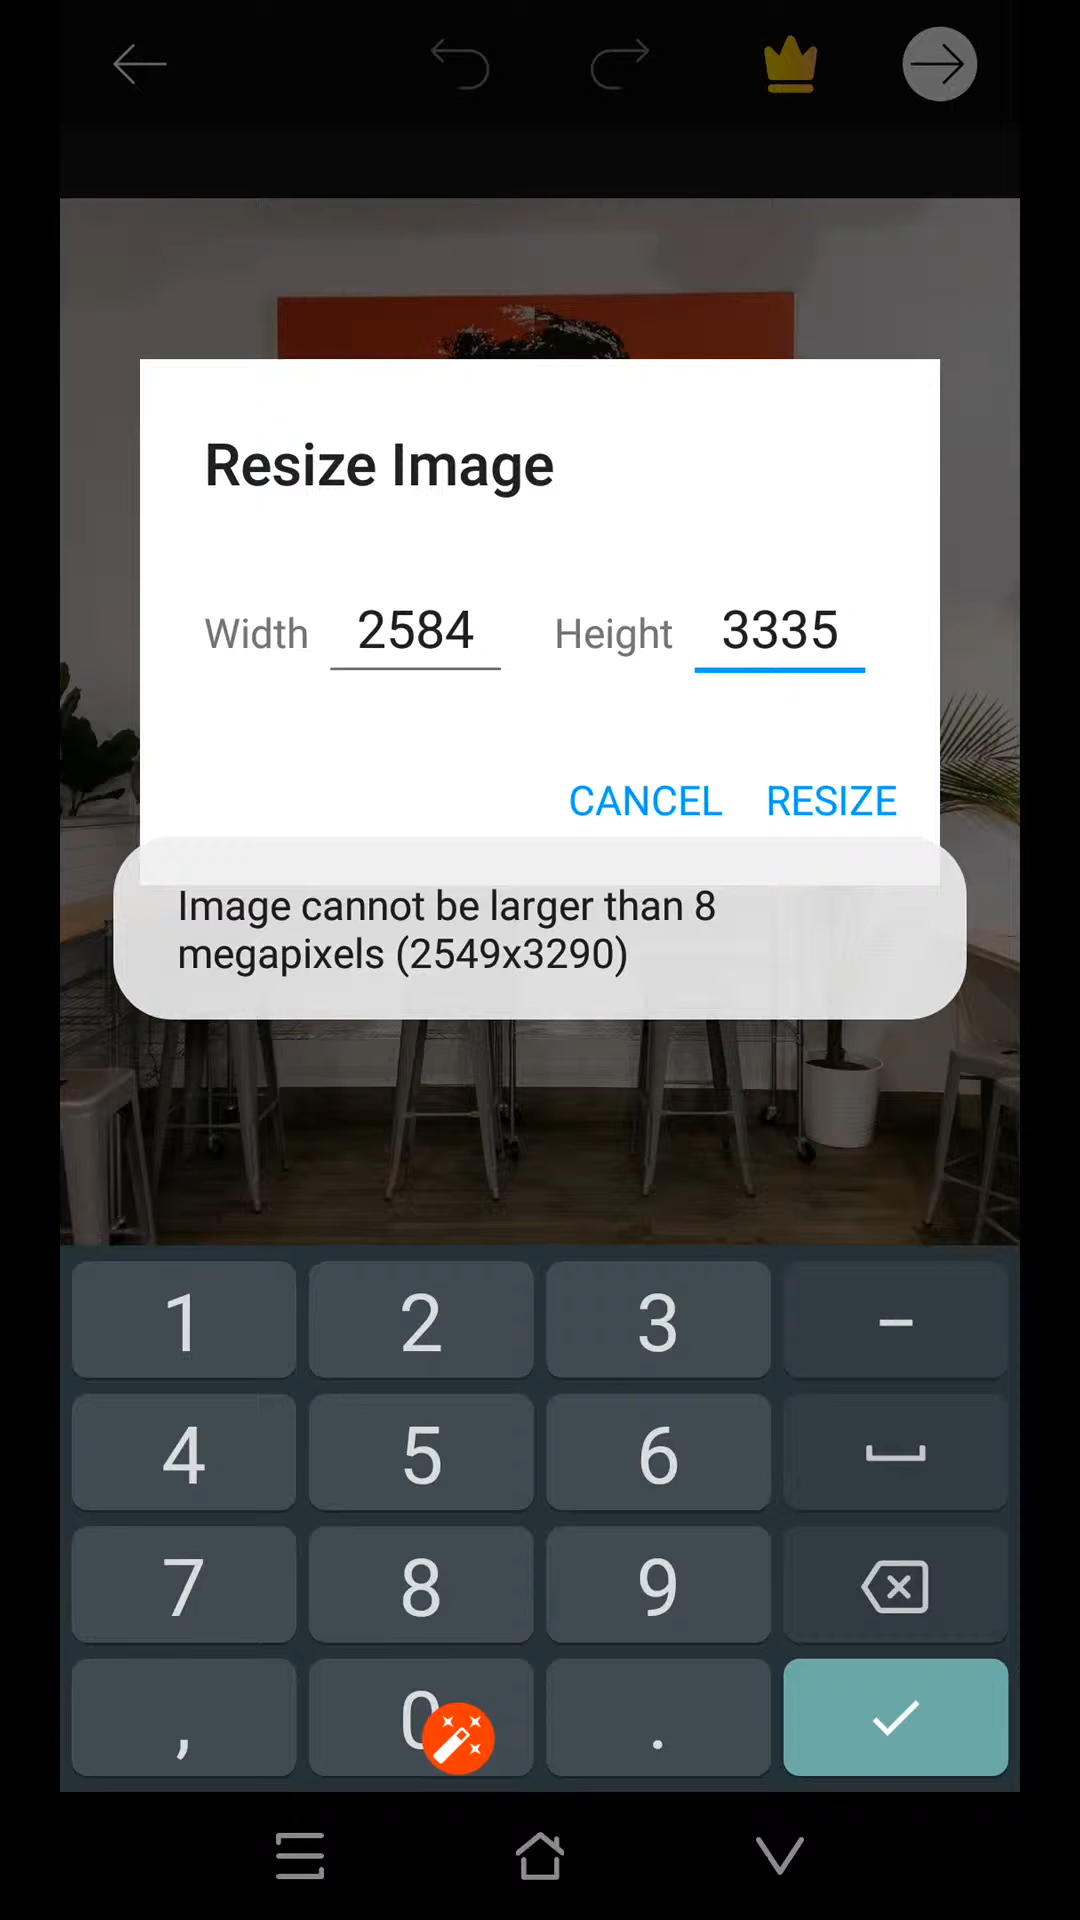 Resize Image
Width 2584 Height 3335
CANCEL RESIZE
Image cannot be larger than 8
megapixels (2549x3290)
1 2 3 –
4 5 6
7 8 9
, 0 .